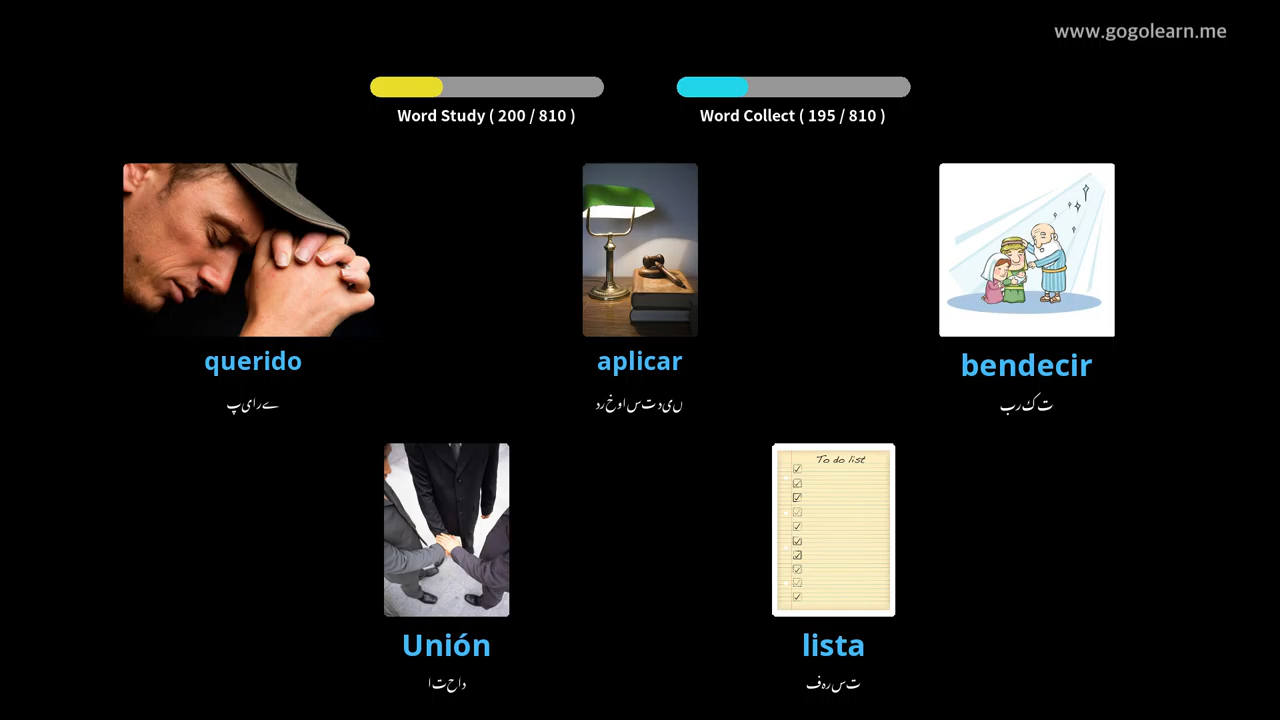 www.gogolearn.me
Word Study ( 200 / 810 )
Word Collect ( 195 / 810 )
querido
aplicar
bendecir
پیارے
درخواست دیں
برکت
To do list
Unión
lista
اتحاد
فہرست